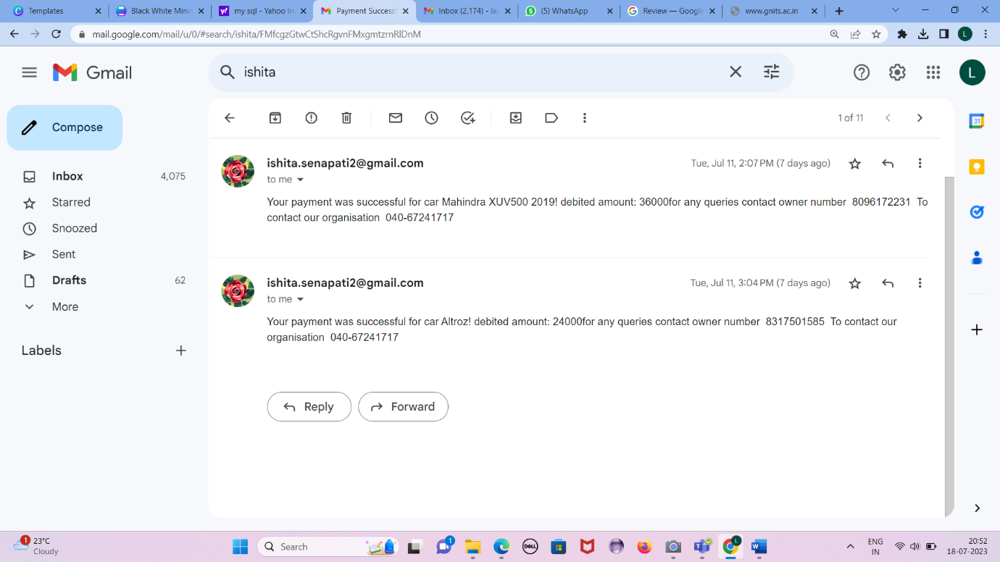 Templates
Black White Minim
my sql - Yahoo In
Payment Successf
Inbox (2,174) - la
(5) WhatsApp
Review — Google
www.gnits.ac.in
mail.google.com/mail/u/0/#search/ishita/FMfcgzGtwCtShcRgvnFMxgmtzrnRlDnM
L
Gmail
ishita
L
Compose
1 of 11
31
Inbox 4,075
Starred
Snoozed
Sent
Drafts 62
More
Labels
ishita.senapati2@gmail.com Tue, Jul 11, 2:07 PM (7 days ago)
to me
Your payment was successful for car Mahindra XUV500 2019! debited amount: 36000for any queries contact owner number 8096172231 To
contact our organisation 040-67241717
ishita.senapati2@gmail.com Tue, Jul 11, 3:04 PM (7 days ago)
to me
Your payment was successful for car Altroz! debited amount: 24000for any queries contact owner number 8317501585 To contact our
organisation 040-67241717
Reply
Forward
1
23°C
Cloudy
Search
1
DELL
L
ENG
IN
20:52
18-07-2023